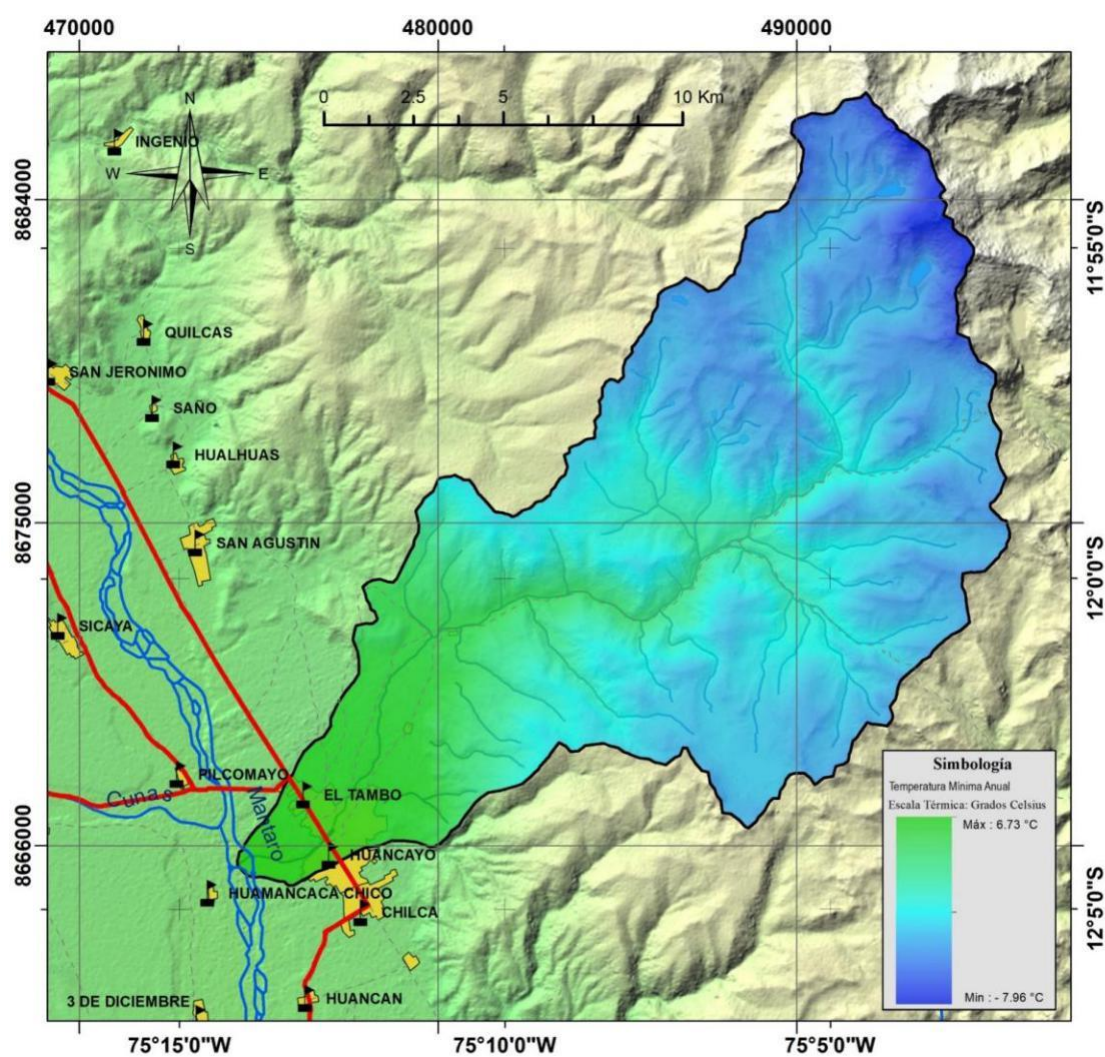 470000 480000 490000
0 2.5 5 10 Km
N
W E
S
INGENIO
8684000
11°55'0"S
QUILCAS
SAN JERONIMO
SAÑO
HUALHUAS
8675000
SAN AGUSTIN
12°0'0"S
SICAYA
PILCOMAYO
Cunas
Mantaro
EL TAMBO
8666000
HUANCAYO
HUAMANCACA CHICO
CHILCA
12°5'0"S
3 DE DICIEMBRE
HUANCAN
Simbología
Temperatura Mínima Anual
Escala Térmica: Grados Celsius
Máx : 6.73 °C
Min : - 7.96 °C
75°15'0"W 75°10'0"W 75°5'0"W